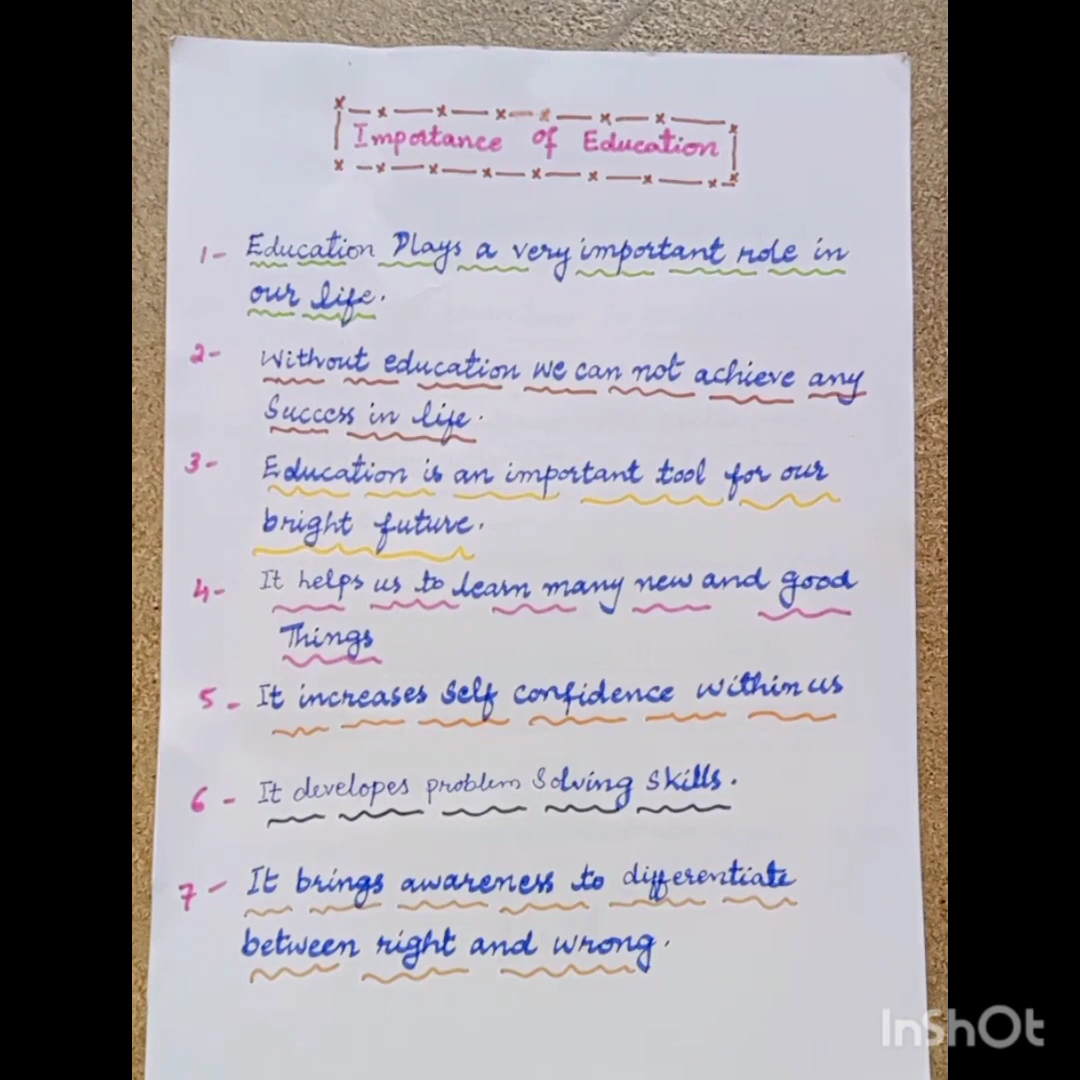 Importance of Education
1- Education Plays a very important role in
our life.
2- Without education we can not achieve any
Success in life.
3- Education is an important tool for our
bright future.
4- It helps us to learn many new and good
Things
5- It increases Self confidence within us
6- It developes problem Solving Skills.
7- It brings awareness to differentiate
between right and wrong.
InShOt